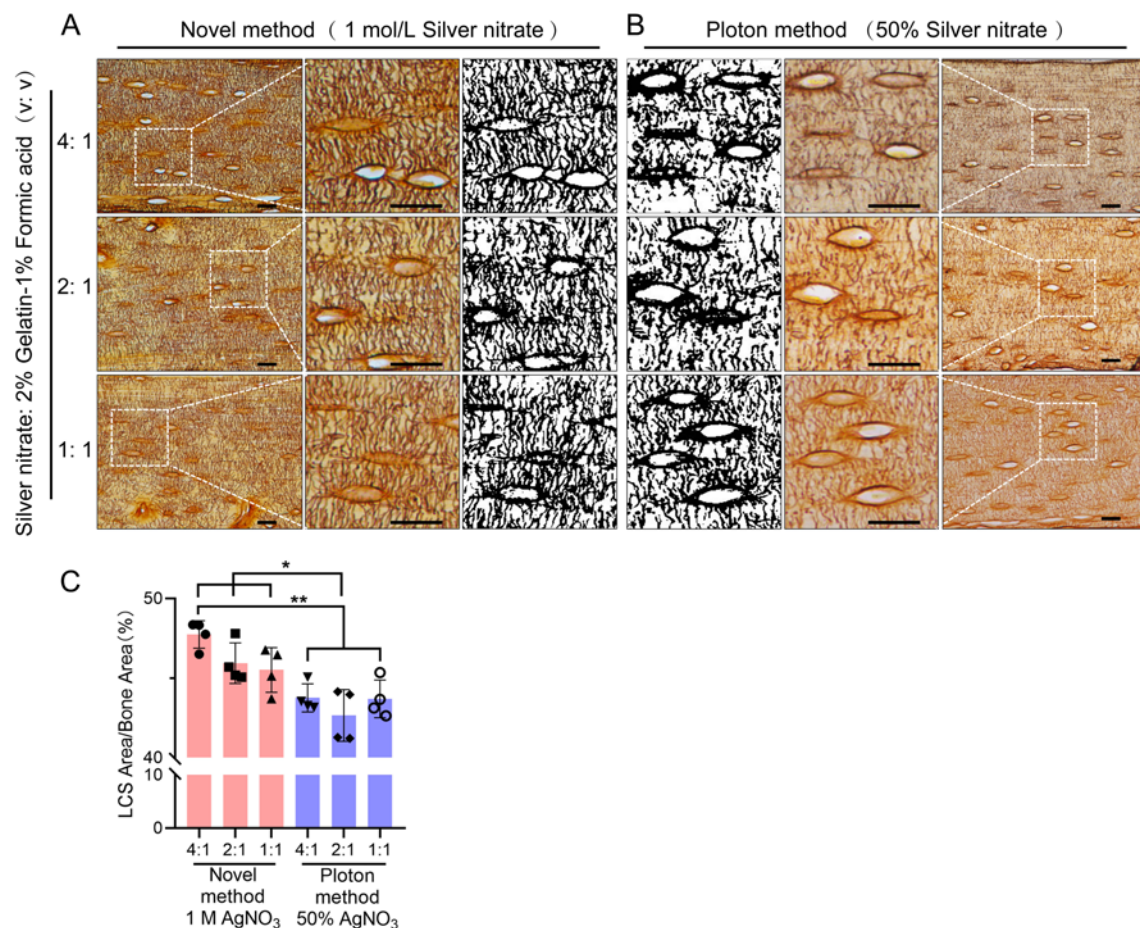 A
Novel method （ 1 mol/L Silver nitrate ）
B
Ploton method （50% Silver nitrate ）
Silver nitrate: 2% Gelatin-1% Formic acid （v: v）
4: 1
2: 1
1: 1
C
LCS Area/Bone Area（%）
50
40
10
0
*
**
4:1 2:1 1:1 4:1 2:1 1:1
Novel method 1 M AgNO₃
Ploton method 50% AgNO₃